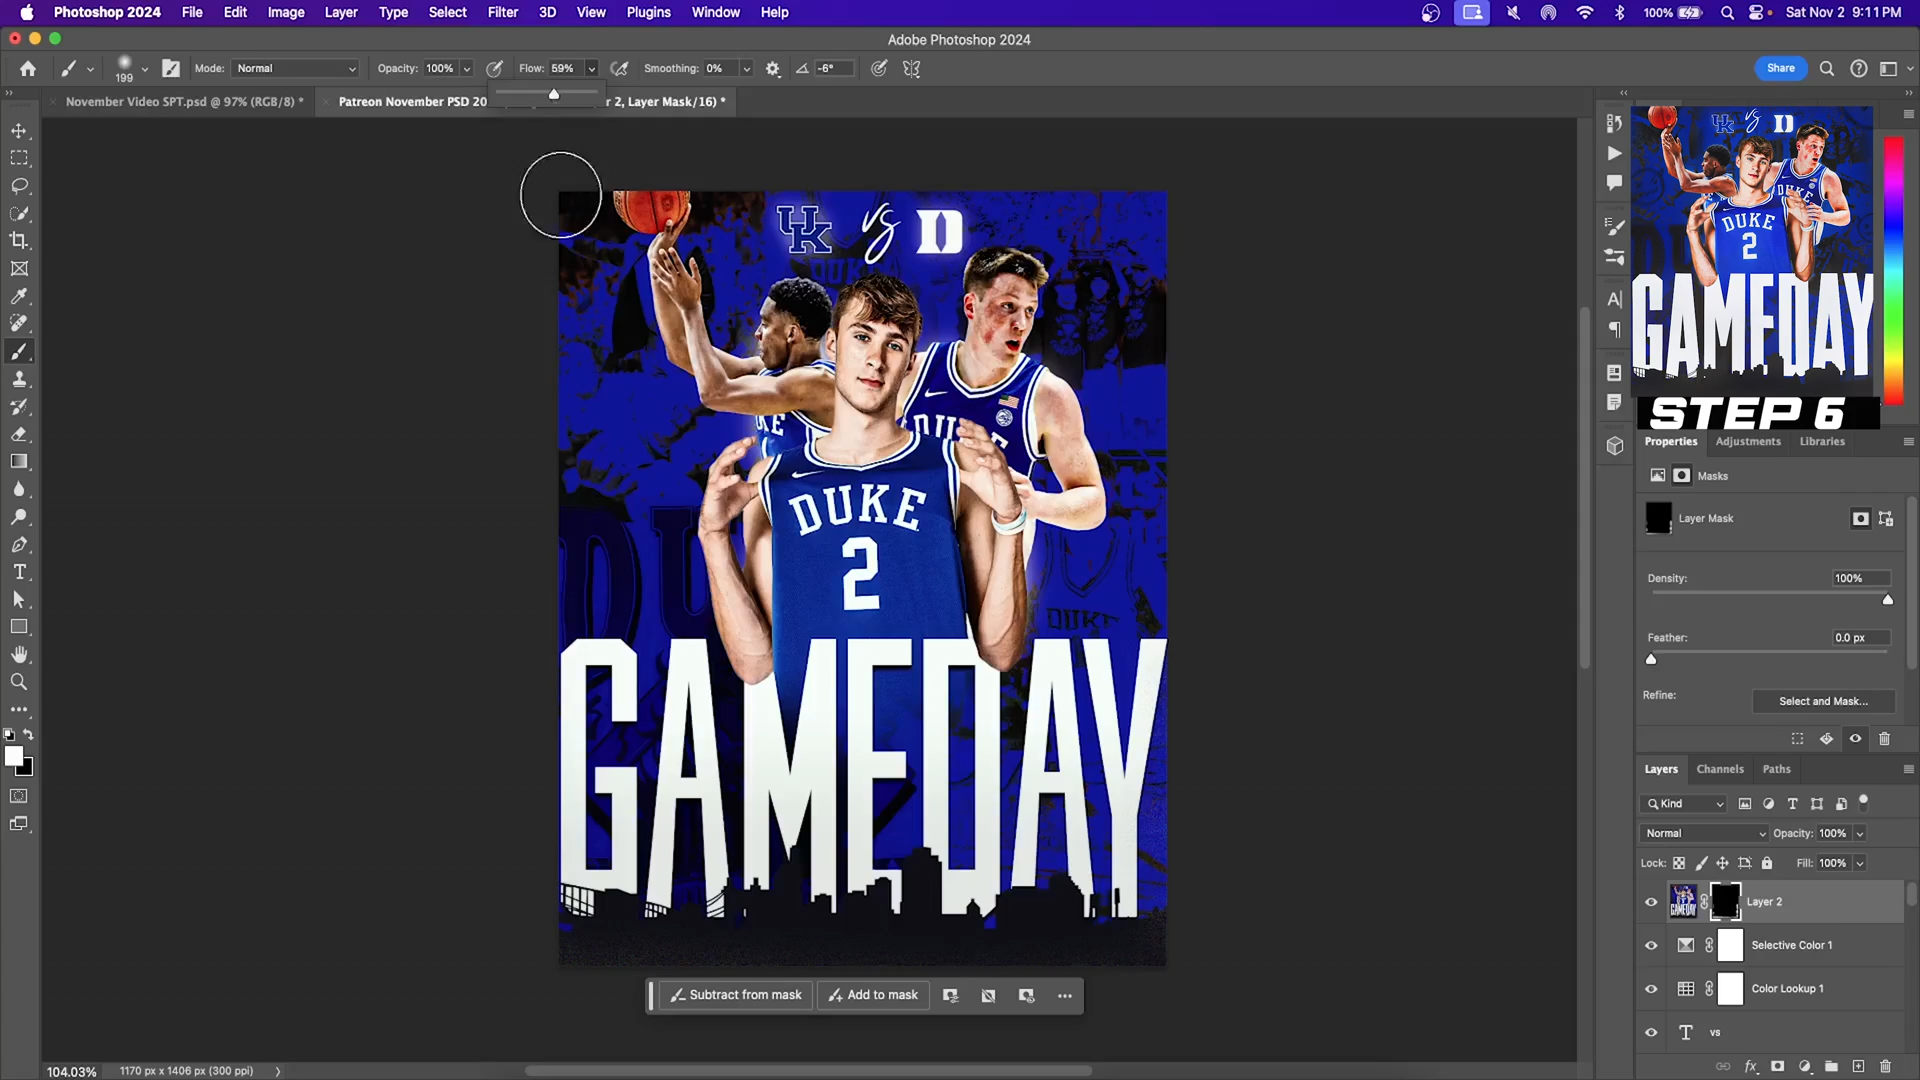 Photoshop 2024 File Edit Image Layer Type Select Filter 3D View Plugins Window Help 100% Sat Nov 2 9:11 PM
Adobe Photoshop 2024
199 Mode: Normal Opacity: 100% Flow: 59% Smoothing: 0% -6° Share
November Video SPT.psd @ 97% (RGB/8) * Patreon November PSD 20 r 2, Layer Mask/16) *
UK vs D
DUKE
DUKE
2
GAMEDAY
UK vs D
DUKE
DUKE
2
GAMEDAY
STEP 6
Properties Adjustments Libraries
Masks
Layer Mask
Density: 100%
Feather: 0.0 px
Refine: Select and Mask...
Layers Channels Paths
Kind
Normal Opacity: 100%
Lock: Fill: 100%
Layer 2
Selective Color 1
Color Lookup 1
T vs
Subtract from mask Add to mask
104.03% 1170 px x 1406 px (300 ppi)